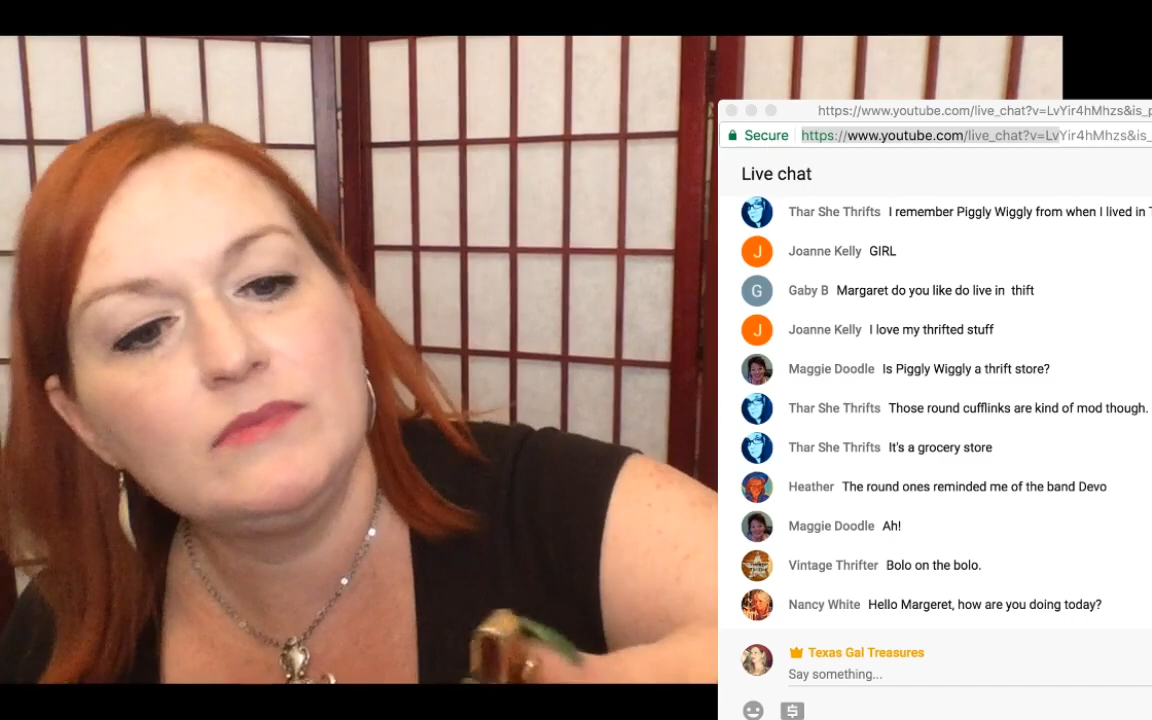 https://www.youtube.com/live_chat?v=LvYir4hMhzs&is_p
Secure https://www.youtube.com/live_chat?v=LvYir4hMhzs&is_
Live chat
Thar She Thrifts I remember Piggly Wiggly from when I lived in T
J Joanne Kelly GIRL
G Gaby B Margaret do you like do live in thift
J Joanne Kelly I love my thrifted stuff
Maggie Doodle Is Piggly Wiggly a thrift store?
Thar She Thrifts Those round cufflinks are kind of mod though.
Thar She Thrifts It's a grocery store
Heather The round ones reminded me of the band Devo
Maggie Doodle Ah!
Vintage Thrifter Bolo on the bolo.
Nancy White Hello Margeret, how are you doing today?
Texas Gal Treasures
Say something...